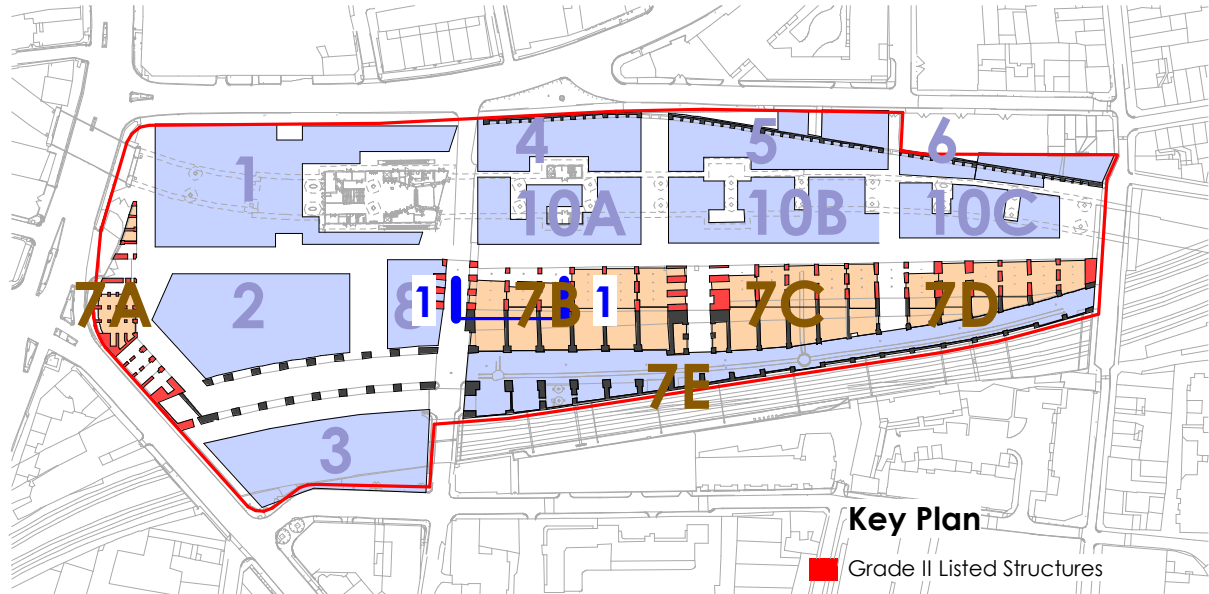 4
5
6
1
10A
10B
10C
7A
2
8
1
7B
1
7C
7D
7E
3
Key Plan
Grade II Listed Structures